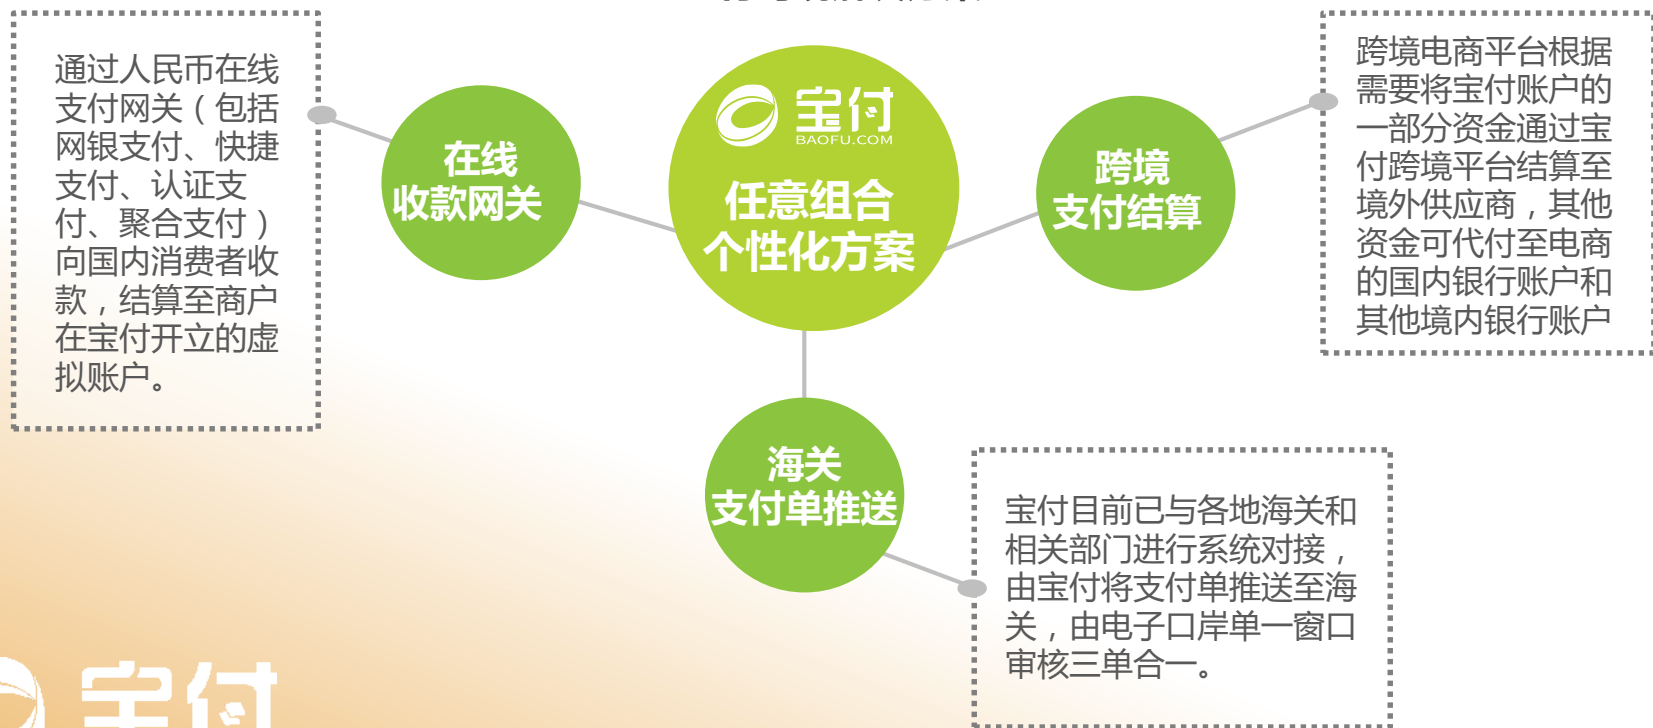 通过人民币在线
支付网关（包括
网银支付、快捷
支付、认证支
付、聚合支付）
向国内消费者收
款，结算至商户
在宝付开立的虚
拟账户。
在线
收款网关
宝付
BAOFU.COM
任意组合
个性化方案
跨境
支付结算
跨境电商平台根据
需要将宝付账户的
一部分资金通过宝
付跨境平台结算至
境外供应商，其他
资金可代付至电商
的国内银行账户和
其他境内银行账户
海关
支付单推送
宝付目前已与各地海关和
相关部门进行系统对接，
由宝付将支付单推送至海
关，由电子口岸单一窗口
审核三单合一。
宝付